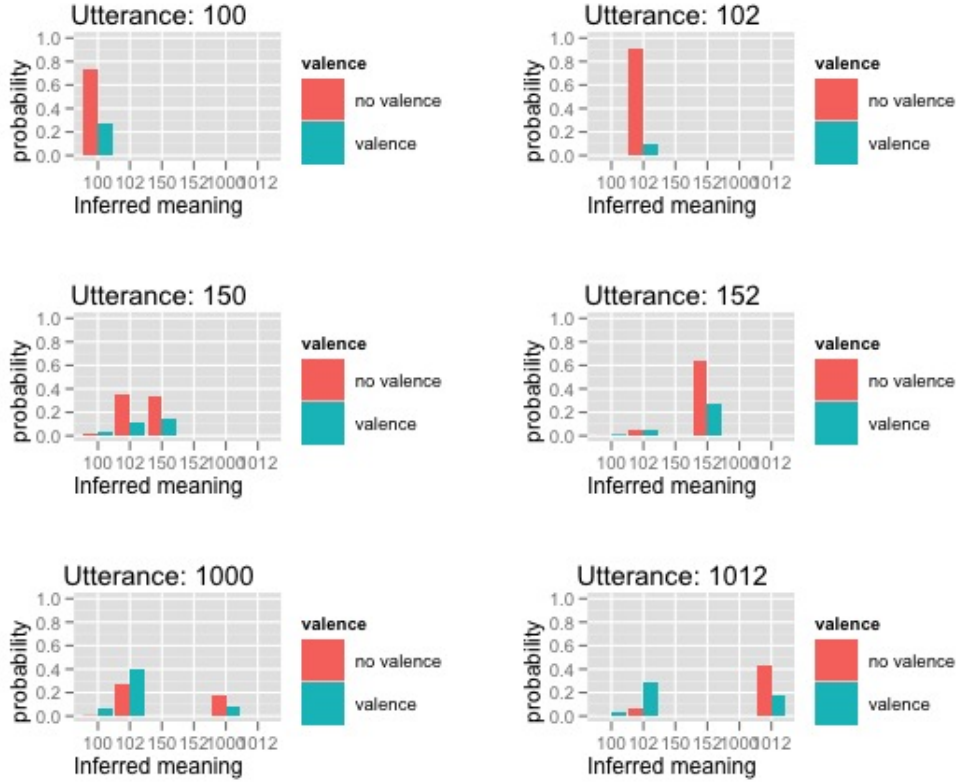 Utterance: 100
1.0
0.8
0.6
0.4
0.2
0.0
probability
100 102 150 152 1000 1012
Inferred meaning
valence
no valence
valence
Utterance: 102
1.0
0.8
0.6
0.4
0.2
0.0
probability
100 102 150 152 1000 1012
Inferred meaning
valence
no valence
valence
Utterance: 150
1.0
0.8
0.6
0.4
0.2
0.0
probability
100 102 150 152 1000 1012
Inferred meaning
valence
no valence
valence
Utterance: 152
1.0
0.8
0.6
0.4
0.2
0.0
probability
100 102 150 152 1000 1012
Inferred meaning
valence
no valence
valence
Utterance: 1000
1.0
0.8
0.6
0.4
0.2
0.0
probability
100 102 150 152 1000 1012
Inferred meaning
valence
no valence
valence
Utterance: 1012
1.0
0.8
0.6
0.4
0.2
0.0
probability
100 102 150 152 1000 1012
Inferred meaning
valence
no valence
valence